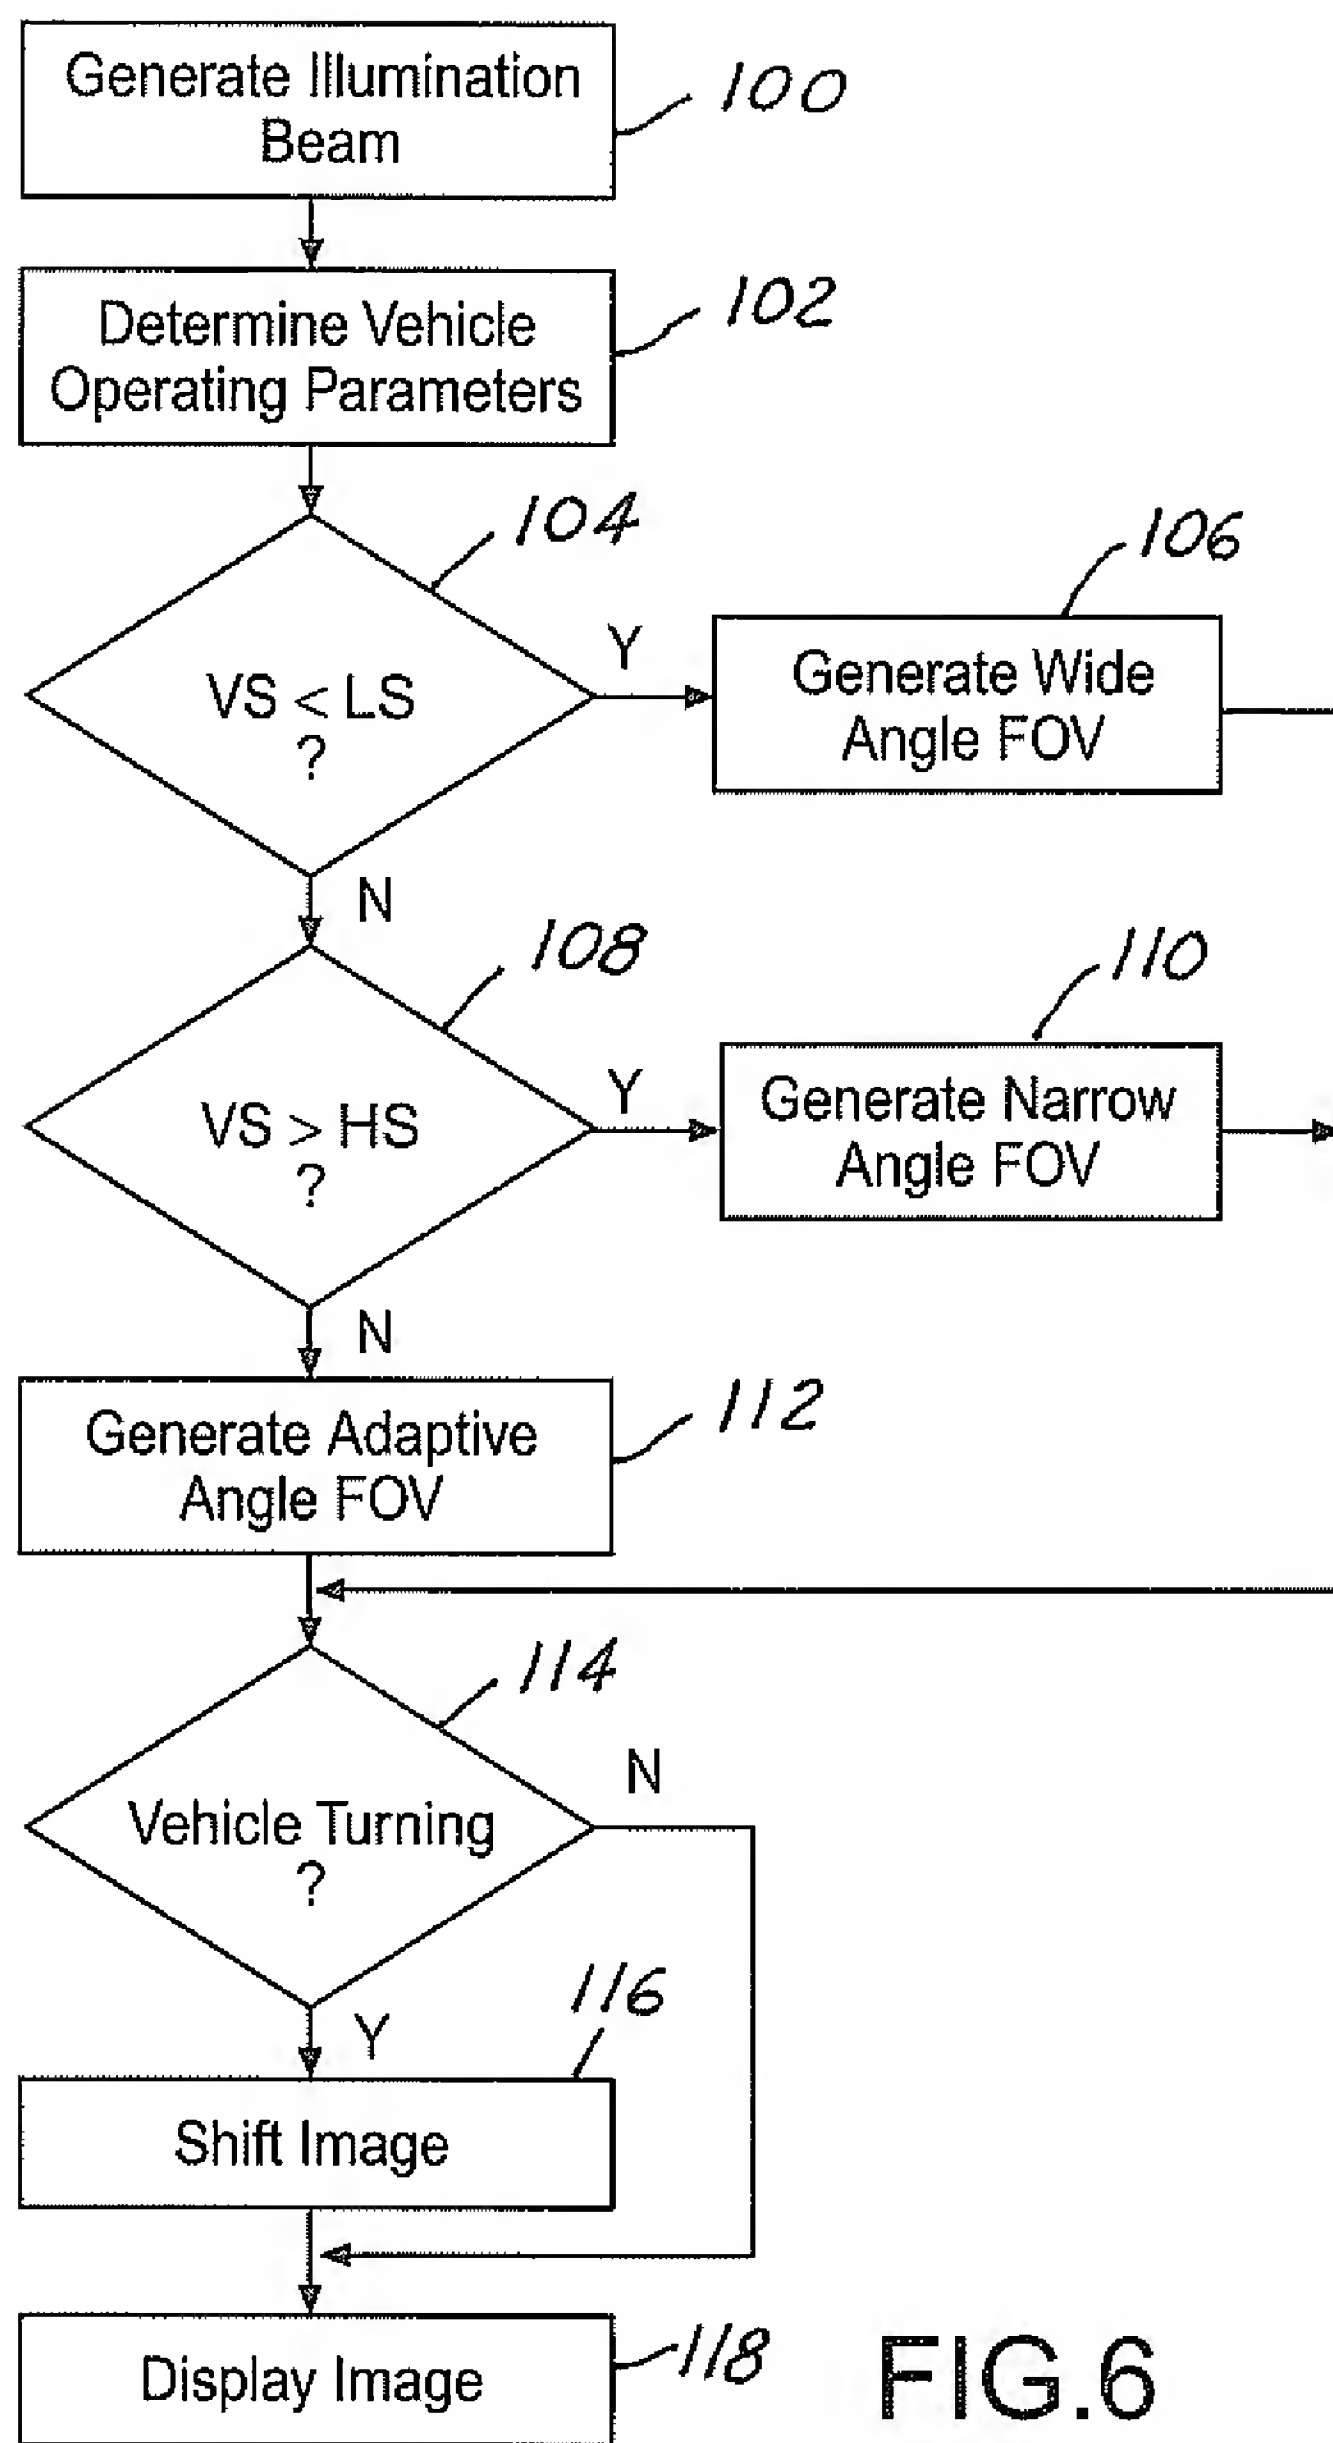 Generate Illumination
Beam
100
Determine Vehicle
Operating Parameters
102
104
VS < LS
?
Y
106
Generate Wide
Angle FOV
N
108
VS > HS
?
Y
110
Generate Narrow
Angle FOV
N
Generate Adaptive
Angle FOV
112
114
Vehicle Turning
?
N
Y
116
Shift Image
Display Image
118
FIG.6